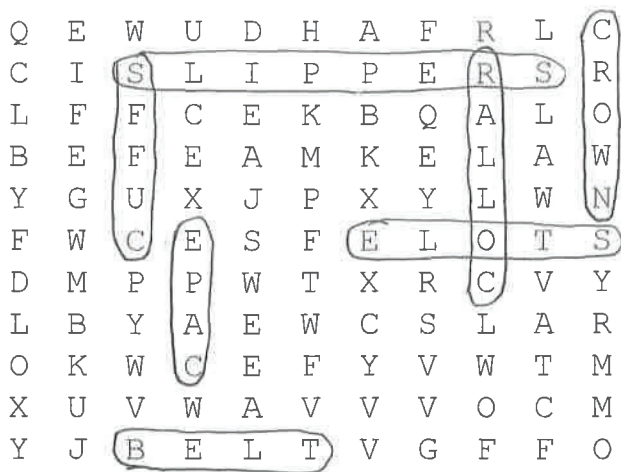 Q E W U D H A F R L C
C I S L I P P E R S R
L F F C E K B Q A L O
B E F E A M K E L A W
Y G U X J P X Y L W N
F W C E S F E L O T S
D M P P W T X R C V Y
L B Y A E W C S L A R
O K W C E F Y V W T M
X U V W A V V V O C M
Y J B E L T V G F F O